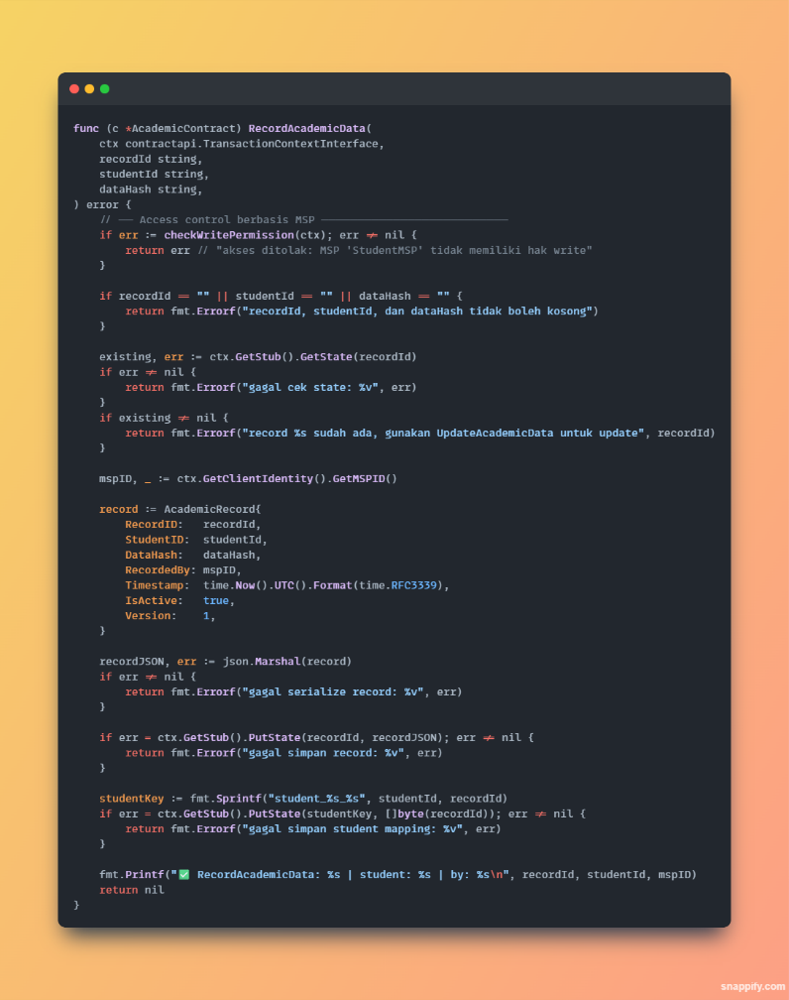 func (c *AcademicContract) RecordAcademicData(
    ctx contractapi.TransactionContextInterface,
    recordId string,
    studentId string,
    dataHash string,
) error {
    // ── Access control berbasis MSP ─────────────────────────────
    if err := checkWritePermission(ctx); err != nil {
        return err // "akses ditolak: MSP 'StudentMSP' tidak memiliki hak write"
    }

    if recordId == "" || studentId == "" || dataHash == "" {
        return fmt.Errorf("recordId, studentId, dan dataHash tidak boleh kosong")
    }

    existing, err := ctx.GetStub().GetState(recordId)
    if err != nil {
        return fmt.Errorf("gagal cek state: %v", err)
    }
    if existing != nil {
        return fmt.Errorf("record %s sudah ada, gunakan UpdateAcademicData untuk update", recordId)
    }

    mspID, _ := ctx.GetClientIdentity().GetMSPID()

    record := AcademicRecord{
        RecordID:   recordId,
        StudentID:  studentId,
        DataHash:   dataHash,
        RecordedBy: mspID,
        Timestamp:  time.Now().UTC().Format(time.RFC3339),
        IsActive:   true,
        Version:    1,
    }

    recordJSON, err := json.Marshal(record)
    if err != nil {
        return fmt.Errorf("gagal serialize record: %v", err)
    }

    if err = ctx.GetStub().PutState(recordId, recordJSON); err != nil {
        return fmt.Errorf("gagal simpan record: %v", err)
    }

    studentKey := fmt.Sprintf("student_%s_%s", studentId, recordId)
    if err = ctx.GetStub().PutState(studentKey, []byte(recordId)); err != nil {
        return fmt.Errorf("gagal simpan student mapping: %v", err)
    }

    fmt.Printf("✅ RecordAcademicData: %s | student: %s | by: %s\n", recordId, studentId, mspID)
    return nil
}
snappify.com